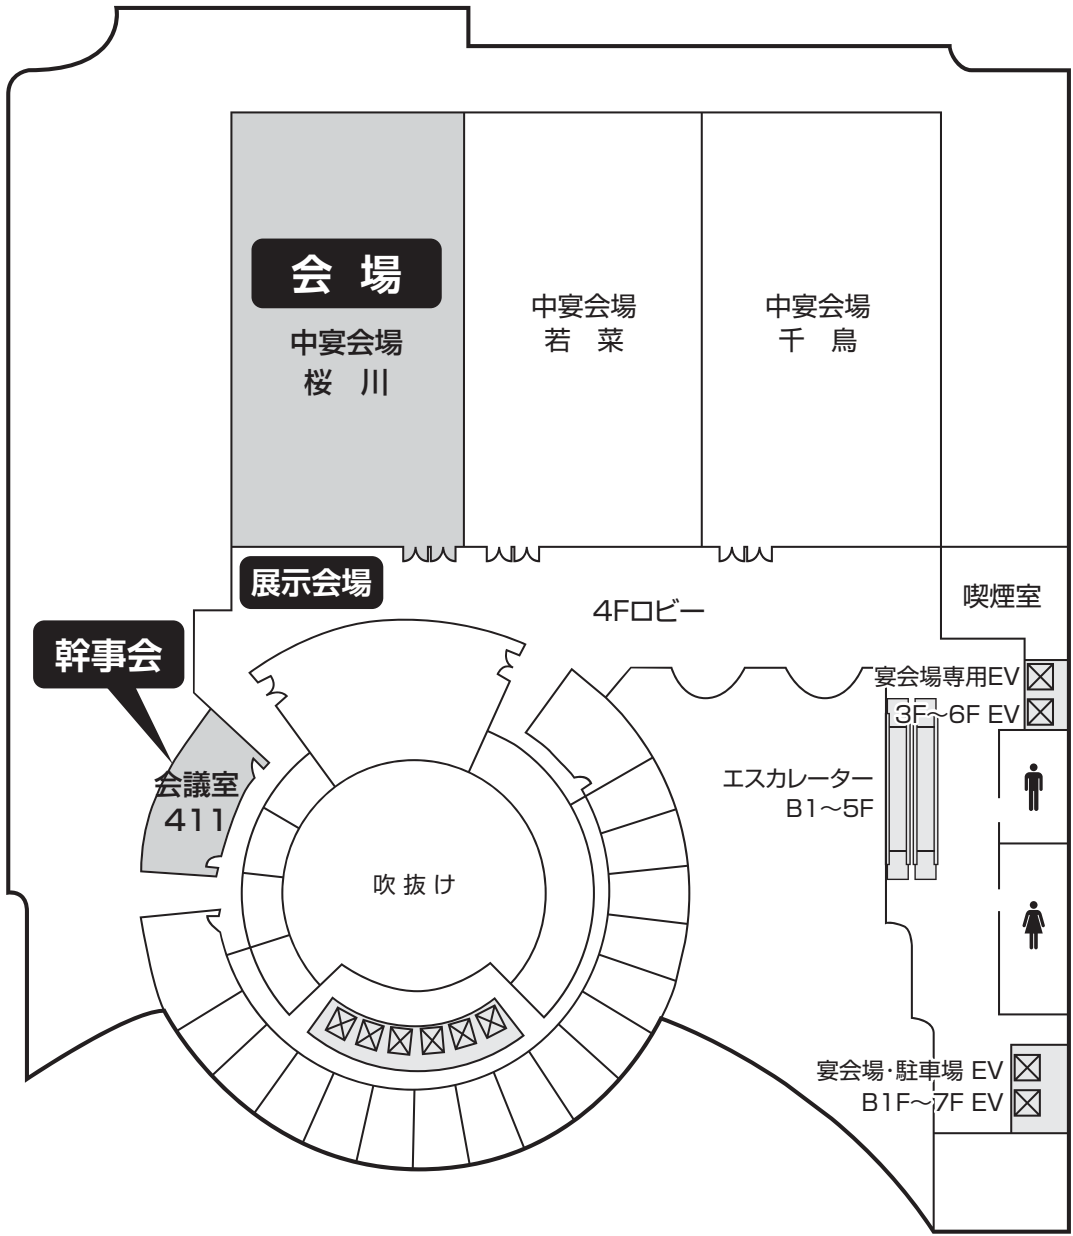 会 場
中宴会場
桜 川
中宴会場
若 菜
中宴会場
千 鳥
展示会場
4Fロビー
喫煙室
幹事会
宴会場専用EV
3F〜6F EV
会議室
411
エスカレーター
B1〜5F
吹 抜 け
宴会場・駐車場 EV
B1F〜7F EV